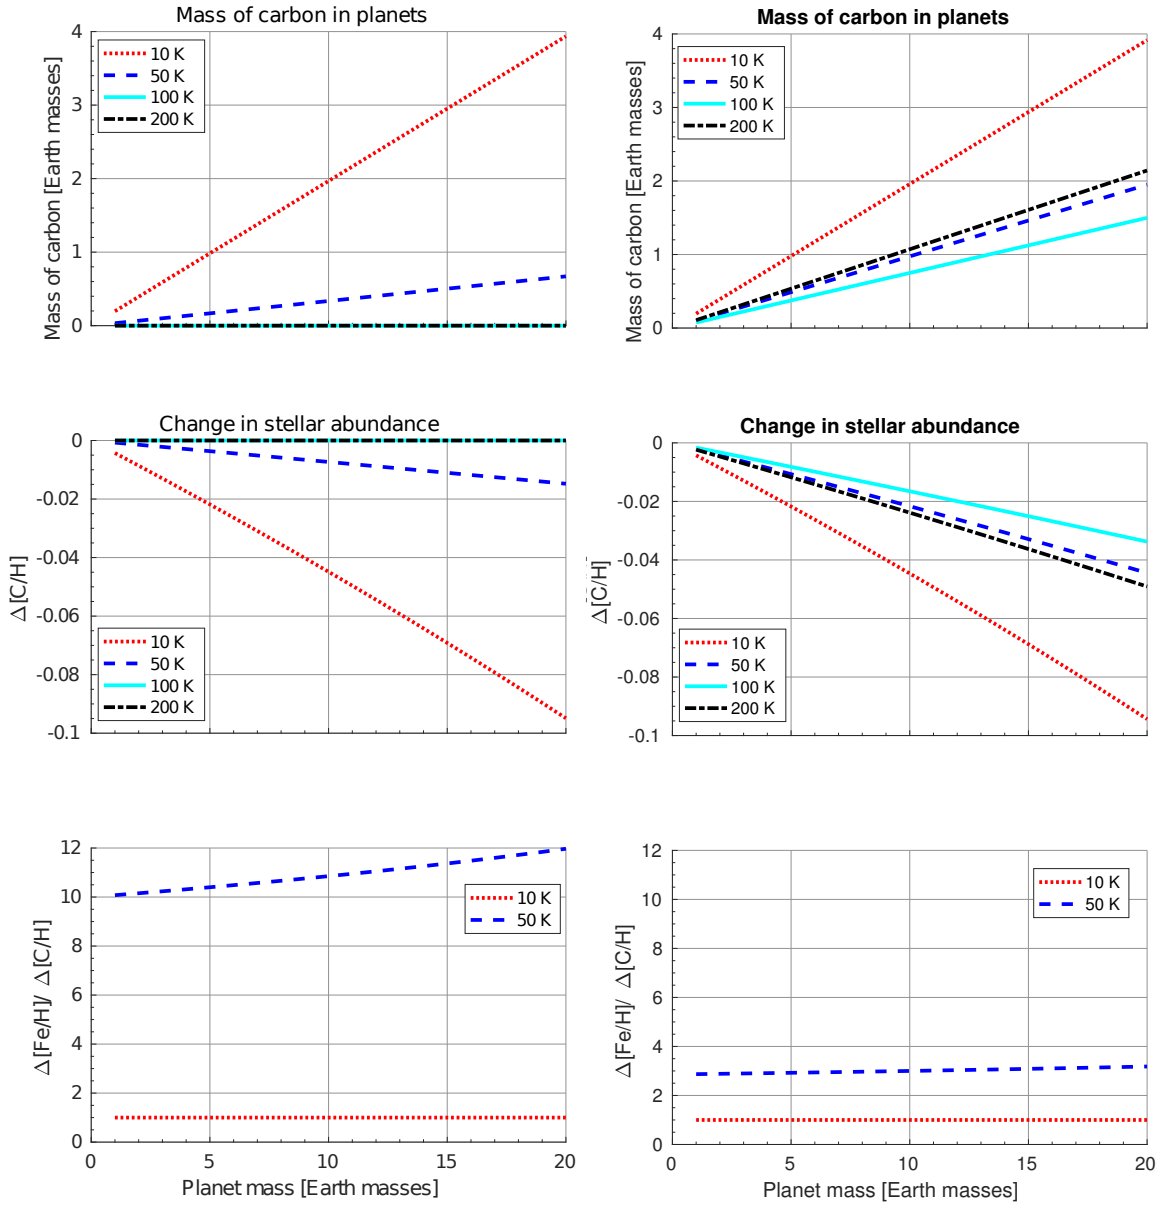 Mass of carbon in planets
Mass of carbon [Earth masses]
4
3
2
1
0
10 K
50 K
100 K
200 K
Mass of carbon in planets
Mass of carbon [Earth masses]
4
3
2
1
0
10 K
50 K
100 K
200 K
Change in stellar abundance
Δ[C/H]
0
-0.02
-0.04
-0.06
-0.08
-0.1
10 K
50 K
100 K
200 K
Change in stellar abundance
Δ[C/H]
0
-0.02
-0.04
-0.06
-0.08
-0.1
10 K
50 K
100 K
200 K
Δ[Fe/H]/ Δ[C/H]
12
10
8
6
4
2
0
10 K
50 K
0 5 10 15 20
Planet mass [Earth masses]
Δ[Fe/H]/ Δ[C/H]
12
10
8
6
4
2
0
10 K
50 K
0 5 10 15 20
Planet mass [Earth masses]